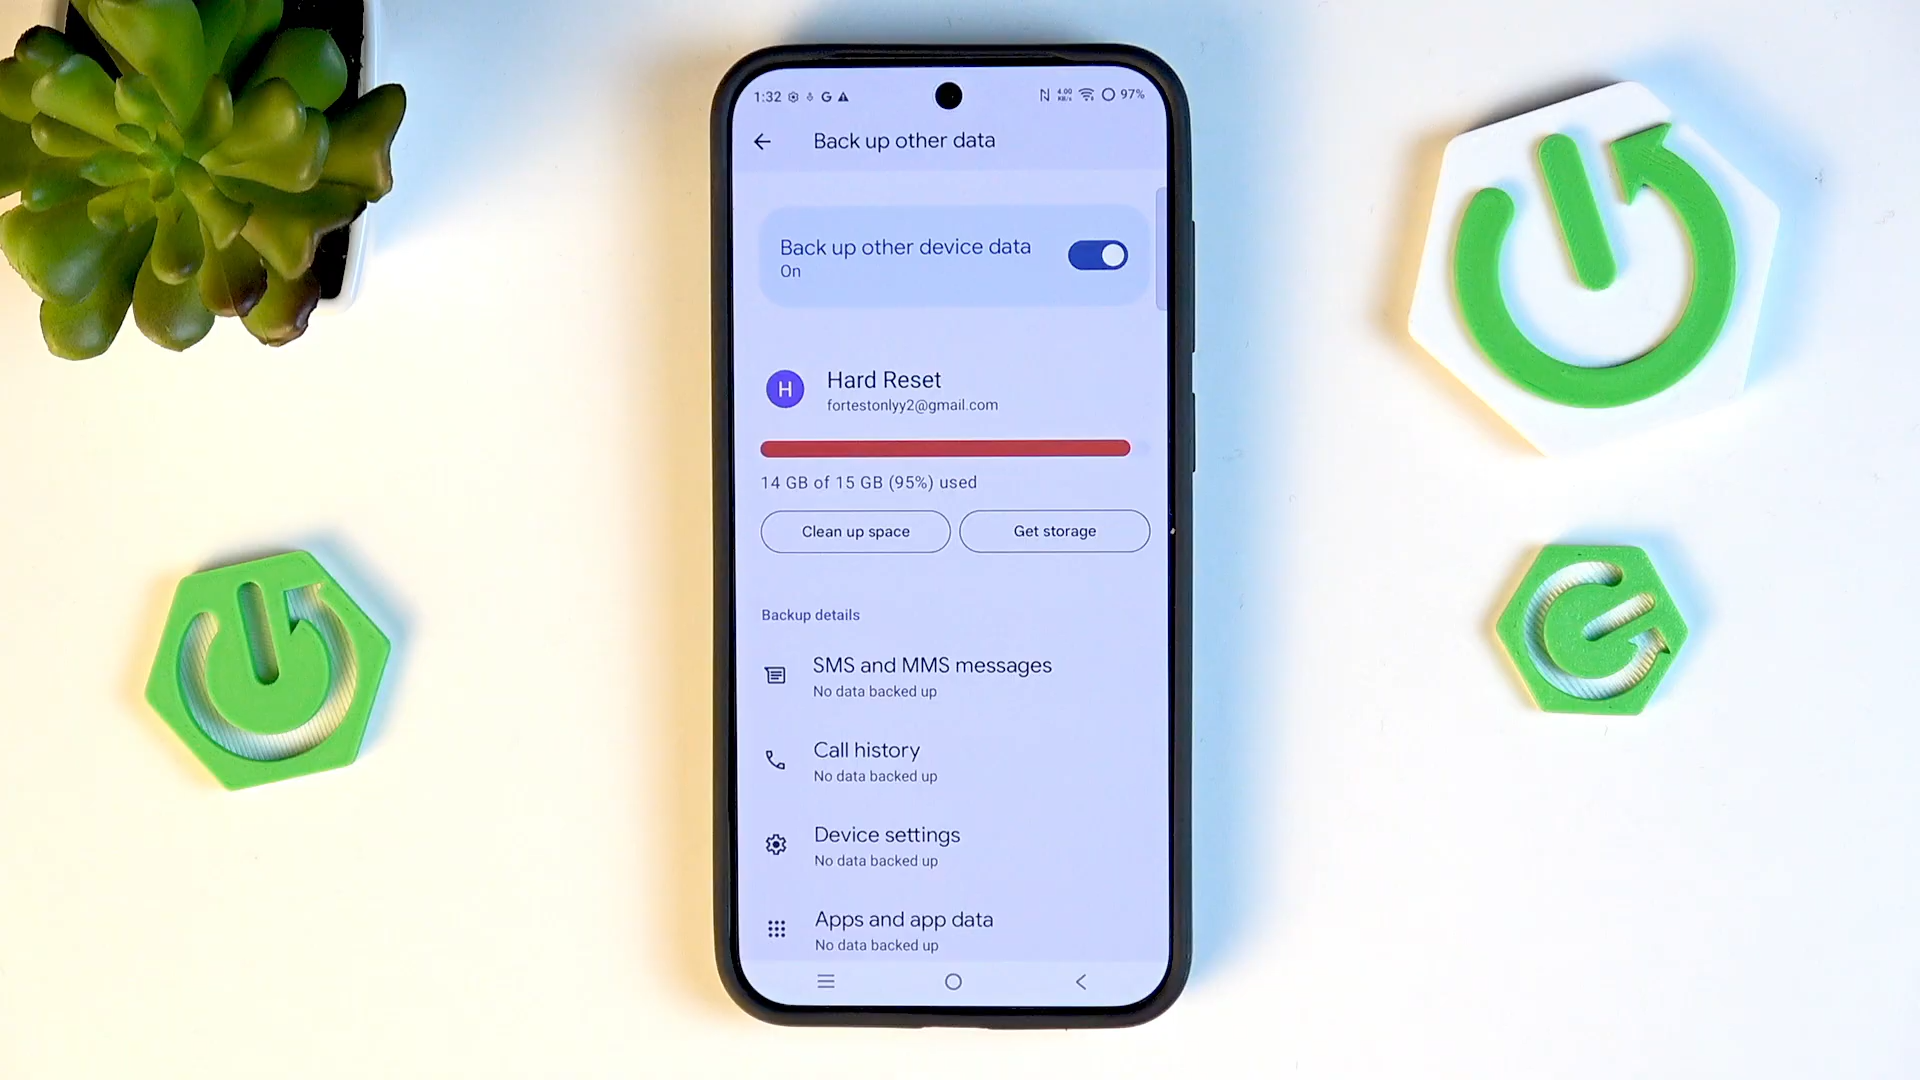 1:32 G 4.00 KB/s 97%
Back up other data
Back up other device data
On
H
Hard Reset
fortestonlyy2@gmail.com
14 GB of 15 GB (95%) used
Clean up space Get storage
Backup details
SMS and MMS messages
No data backed up
Call history
No data backed up
Device settings
No data backed up
Apps and app data
No data backed up